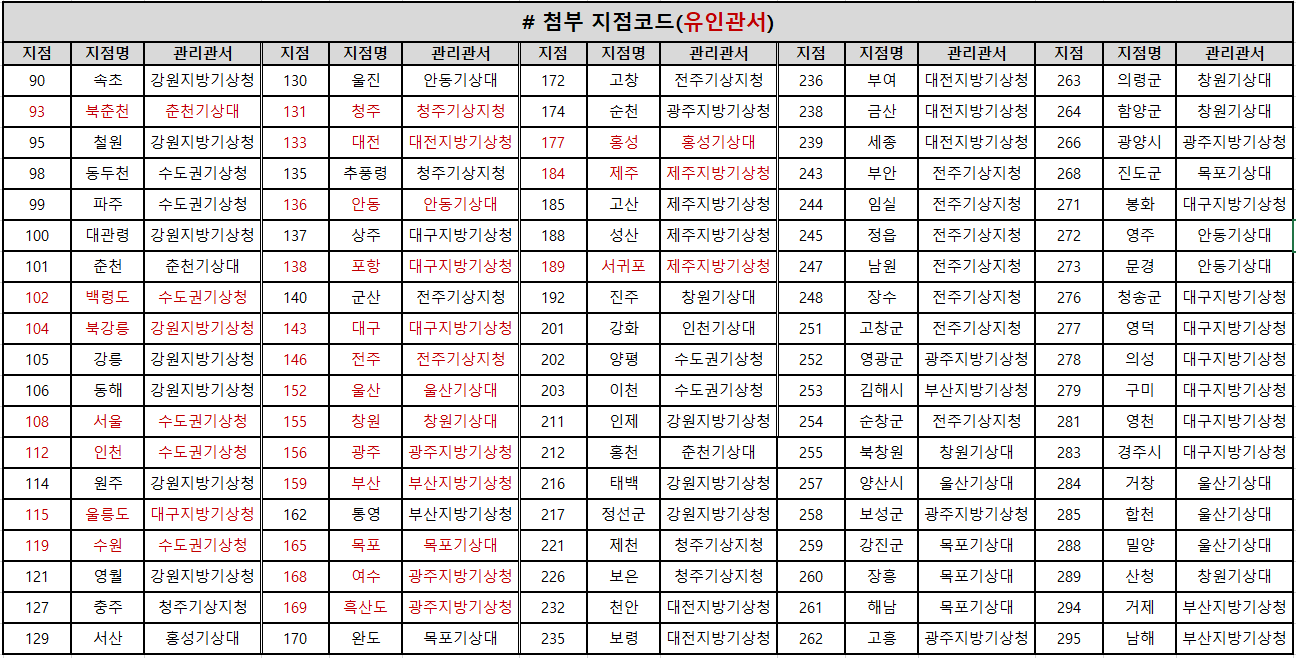 # 첨부 지점코드(유인관서)
지점 지점명 관리관서 지점 지점명 관리관서 지점 지점명 관리관서 지점 지점명 관리관서 지점 지점명 관리관서
90 속초 강원지방기상청 130 울진 안동기상대 172 고창 전주기상지청 236 부여 대전지방기상청 263 의령군 창원기상대
93 북춘천 춘천기상대 131 청주 청주기상지청 174 순천 광주지방기상청 238 금산 대전지방기상청 264 함양군 창원기상대
95 철원 강원지방기상청 133 대전 대전지방기상청 177 홍성 홍성기상대 239 세종 대전지방기상청 266 광양시 광주지방기상청
98 동두천 수도권기상청 135 추풍령 청주기상지청 184 제주 제주지방기상청 243 부안 전주기상지청 268 진도군 목포기상대
99 파주 수도권기상청 136 안동 안동기상대 185 고산 제주지방기상청 244 임실 전주기상지청 271 봉화 대구지방기상청
100 대관령 강원지방기상청 137 상주 대구지방기상청 188 성산 제주지방기상청 245 정읍 전주기상지청 272 영주 안동기상대
101 춘천 춘천기상대 138 포항 대구지방기상청 189 서귀포 제주지방기상청 247 남원 전주기상지청 273 문경 안동기상대
102 백령도 수도권기상청 140 군산 전주기상지청 192 진주 창원기상대 248 장수 전주기상지청 276 청송군 대구지방기상청
104 북강릉 강원지방기상청 143 대구 대구지방기상청 201 강화 인천기상대 251 고창군 전주기상지청 277 영덕 대구지방기상청
105 강릉 강원지방기상청 146 전주 전주기상지청 202 양평 수도권기상청 252 영광군 광주지방기상청 278 의성 대구지방기상청
106 동해 강원지방기상청 152 울산 울산기상대 203 이천 수도권기상청 253 김해시 부산지방기상청 279 구미 대구지방기상청
108 서울 수도권기상청 155 창원 창원기상대 211 인제 강원지방기상청 254 순창군 전주기상지청 281 영천 대구지방기상청
112 인천 수도권기상청 156 광주 광주지방기상청 212 홍천 춘천기상대 255 북창원 창원기상대 283 경주시 대구지방기상청
114 원주 강원지방기상청 159 부산 부산지방기상청 216 태백 강원지방기상청 257 양산시 울산기상대 284 거창 울산기상대
115 울릉도 대구지방기상청 162 통영 부산지방기상청 217 정선군 강원지방기상청 258 보성군 광주지방기상청 285 합천 울산기상대
119 수원 수도권기상청 165 목포 목포기상대 221 제천 청주기상지청 259 강진군 목포기상대 288 밀양 울산기상대
121 영월 강원지방기상청 168 여수 광주지방기상청 226 보은 청주기상지청 260 장흥 목포기상대 289 산청 창원기상대
127 충주 청주기상지청 169 흑산도 광주지방기상청 232 천안 대전지방기상청 261 해남 목포기상대 294 거제 부산지방기상청
129 서산 홍성기상대 170 완도 목포기상대 235 보령 대전지방기상청 262 고흥 광주지방기상청 295 남해 부산지방기상청